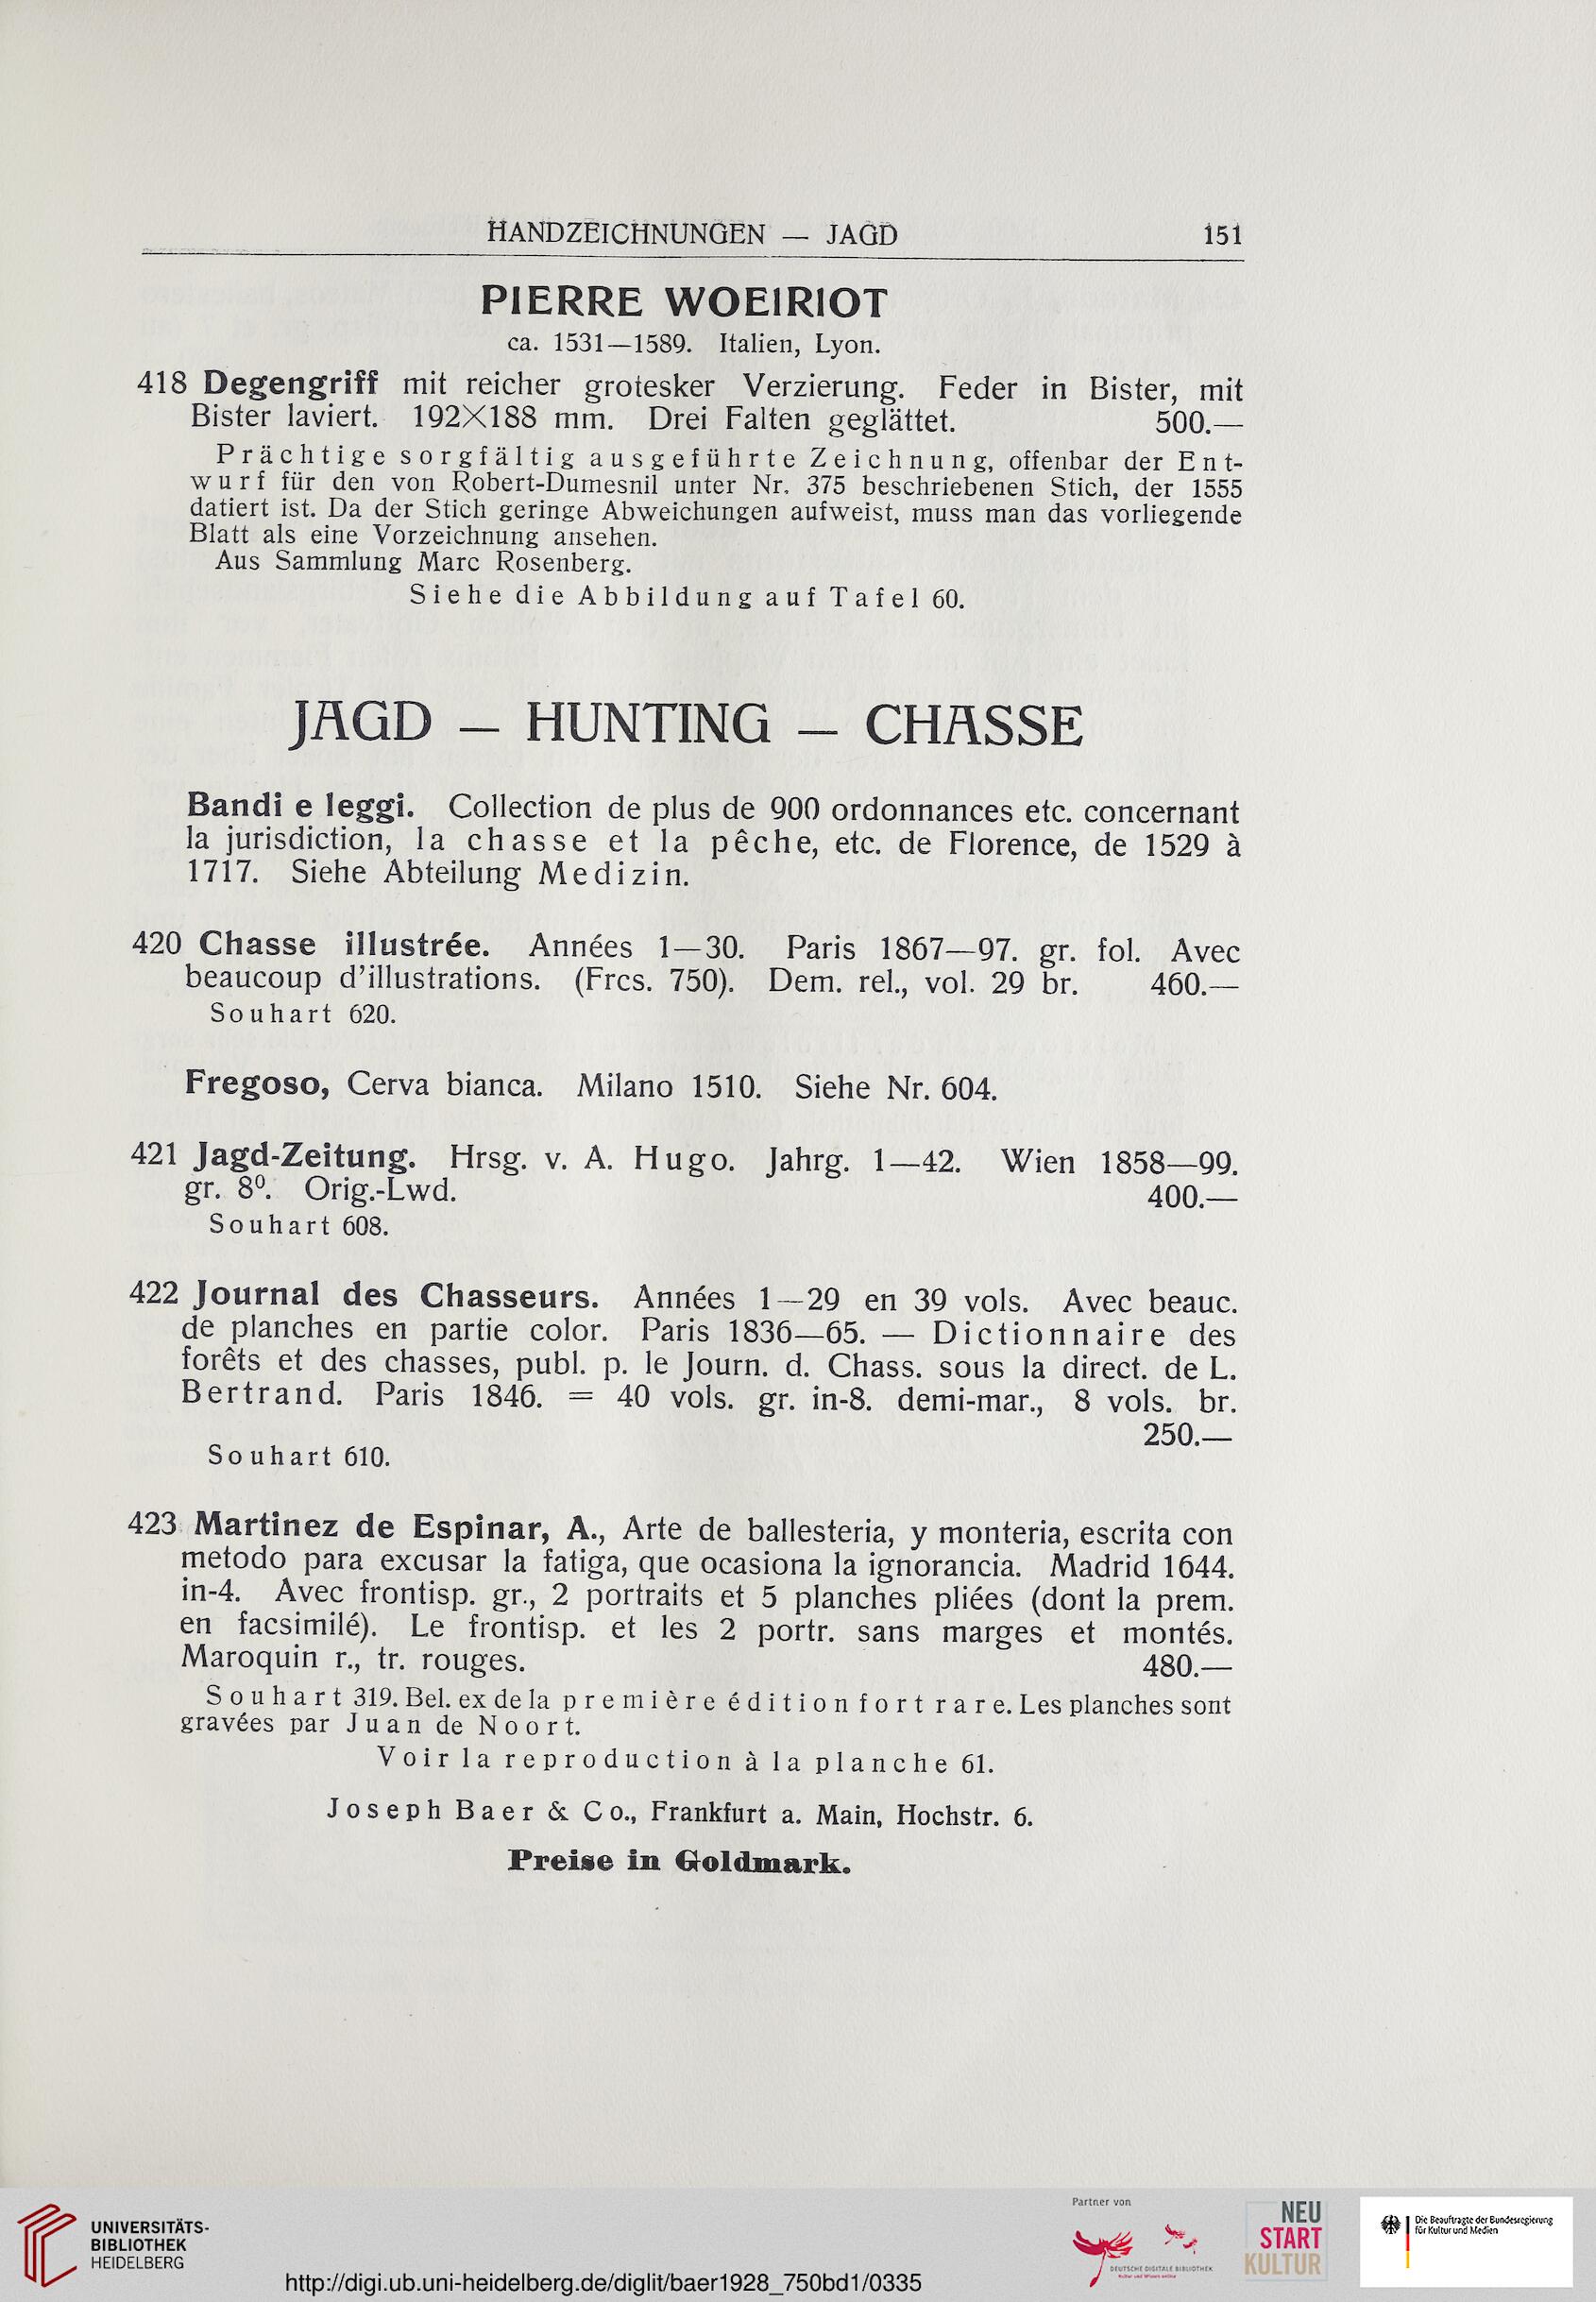 HANDZEICHNUNGEN — JAGD 151
PIERRE WOEIRIOT
ca. 1531—1589. Italien, Lyon.
418 Degengriff mit reicher grotesker Verzierung. Feder in Bister, mit
Bister laviert. 192×188 mm. Drei Falten geglättet. 500.—
Prächtige sorgfältig ausgeführte Zeichnung, offenbar der Ent-
wurf für den von Robert-Dumesnil unter Nr. 375 beschriebenen Stich, der 1555
datiert ist. Da der Stich geringe Abweichungen aufweist, muss man das vorliegende
Blatt als eine Vorzeichnung ansehen.
Aus Sammlung Marc Rosenberg.
Siehe die Abbildung auf Tafel 60.
JAGD — HUNTING — CHASSE
Bandi e leggi. Collection de plus de 900 ordonnances etc. concernant
la jurisdiction, la chasse et la pêche, etc. de Florence, de 1529 à
1717. Siehe Abteilung Medizin.
420 Chasse illustrée. Années 1—30. Paris 1867—97. gr. fol. Avec
beaucoup d'illustrations. (Frcs. 750). Dem. rel., vol. 29 br. 460.—
Souhart 620.
Fregoso, Cerva bianca. Milano 1510. Siehe Nr. 604.
421 Jagd-Zeitung. Hrsg. v. A. Hugo. Jahrg. 1—42. Wien 1858—99.
gr. 8⁰. Orig.-Lwd. 400.—
Souhart 608.
422 Journal des Chasseurs. Années 1—29 en 39 vols. Avec beauc.
de planches en partie color. Paris 1836—65. — Dictionnaire des
forêts et des chasses, publ. p. le Journ. d. Chass. sous la direct. de L.
Bertrand. Paris 1846. = 40 vols. gr. in-8. demi-mar., 8 vols. br.
250.—
Souhart 610.
423 Martinez de Espinar, A., Arte de ballesteria, y monteria, escrita con
metodo para excusar la fatiga, que ocasiona la ignorancia. Madrid 1644.
in-4. Avec frontisp. gr., 2 portraits et 5 planches pliées (dont la prem.
en facsimilé). Le frontisp. et les 2 portr. sans marges et montés.
Maroquin r., tr. rouges. 480.—
Souhart 319. Bel. ex de la première édition fort rare. Les planches sont
gravées par Juan de Noort.
Voir la reproduction à la planche 61.
Joseph Baer & Co., Frankfurt a. Main, Hochstr. 6.
Preise in Goldmark.
UNIVERSITÄTS-
BIBLIOTHEK
HEIDELBERG
http://digi.ub.uni-heidelberg.de/diglit/baer1928_750bd1/0335
Partner von
DEUTSCHE DIGITALE BIBLIOTHEK
Kultur und Wissen online
NEU
START
KULTUR
Die Beauftragte der Bundesregierung
für Kultur und Medien